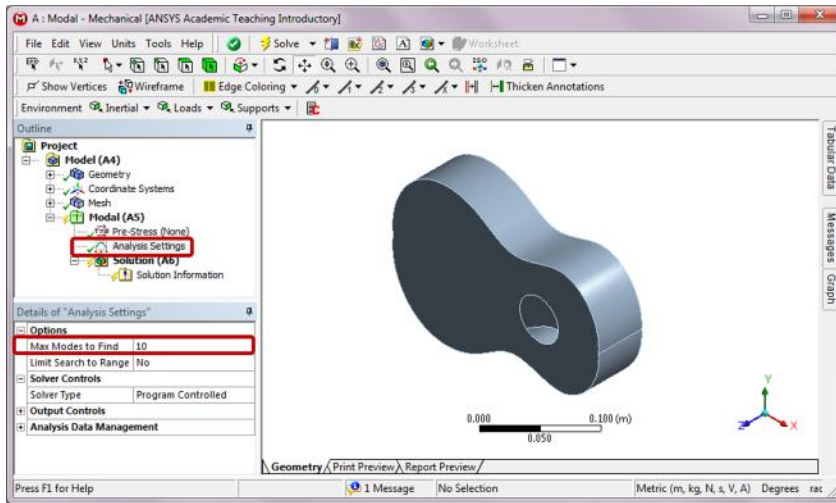 A : Modal - Mechanical [ANSYS Academic Teaching Introductory]
File Edit View Units Tools Help Solve Worksheet
Show Vertices Wireframe Edge Coloring Thicken Annotations
Environment Inertial Loads Supports
Outline
Project
Model (A4)
Geometry
Coordinate Systems
Mesh
Modal (A5)
Pre-Stress (None)
Analysis Settings
Solution (A6)
Solution Information
Details of "Analysis Settings"
Options
Max Modes to Find 10
Limit Search to Range No
Solver Controls
Solver Type Program Controlled
Output Controls
Analysis Data Management
0.000 0.100 (m)
0.050
Y
Z X
Geometry Print Preview Report Preview
Tabular Data
Messages
Graph
Press F1 for Help 1 Message No Selection Metric (m, kg, N, s, V, A) Degrees rac